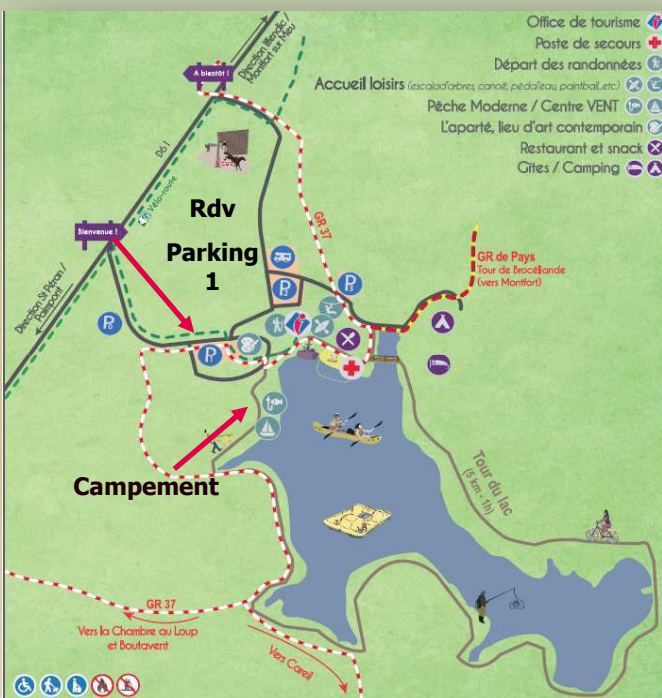 Office de tourisme
Poste de secours
Départ des randonnées
Accueil loisirs (escalad'arbres, canoë, pédal'eau, paintball, etc)
Pêche Moderne / Centre VENT
L'aparté, lieu d'art contemporain
Restaurant et snack
Gîtes / Camping
Direction Iffendic /
Montfort sur Meu
A bientôt !
D61
Vélo-route
Bienvenue !
Direction St Péran /
Paimpont
Rdv
Parking
1
GR 37
GR de Pays
Tour de Brocéliande
(vers Montfort)
Campement
Tour du lac
(5 km - 1h)
GR 37
Vers la Chambre au Loup
et Boutavent
Vers Careil